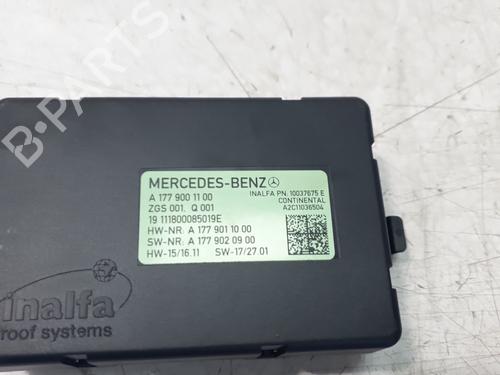 MERCEDES-BENZ
A 177 900 11 00
ZGS 001, Q 001
19 111800085019E
HW-NR: A 177 901 10 00
SW-NR: A 177 902 09 00
HW-15/16.11 SW-17/27.01
INALFA PN: 10037675 E
CONTINENTAL
A2C11036504
inalfa
roof systems
B-PARTS